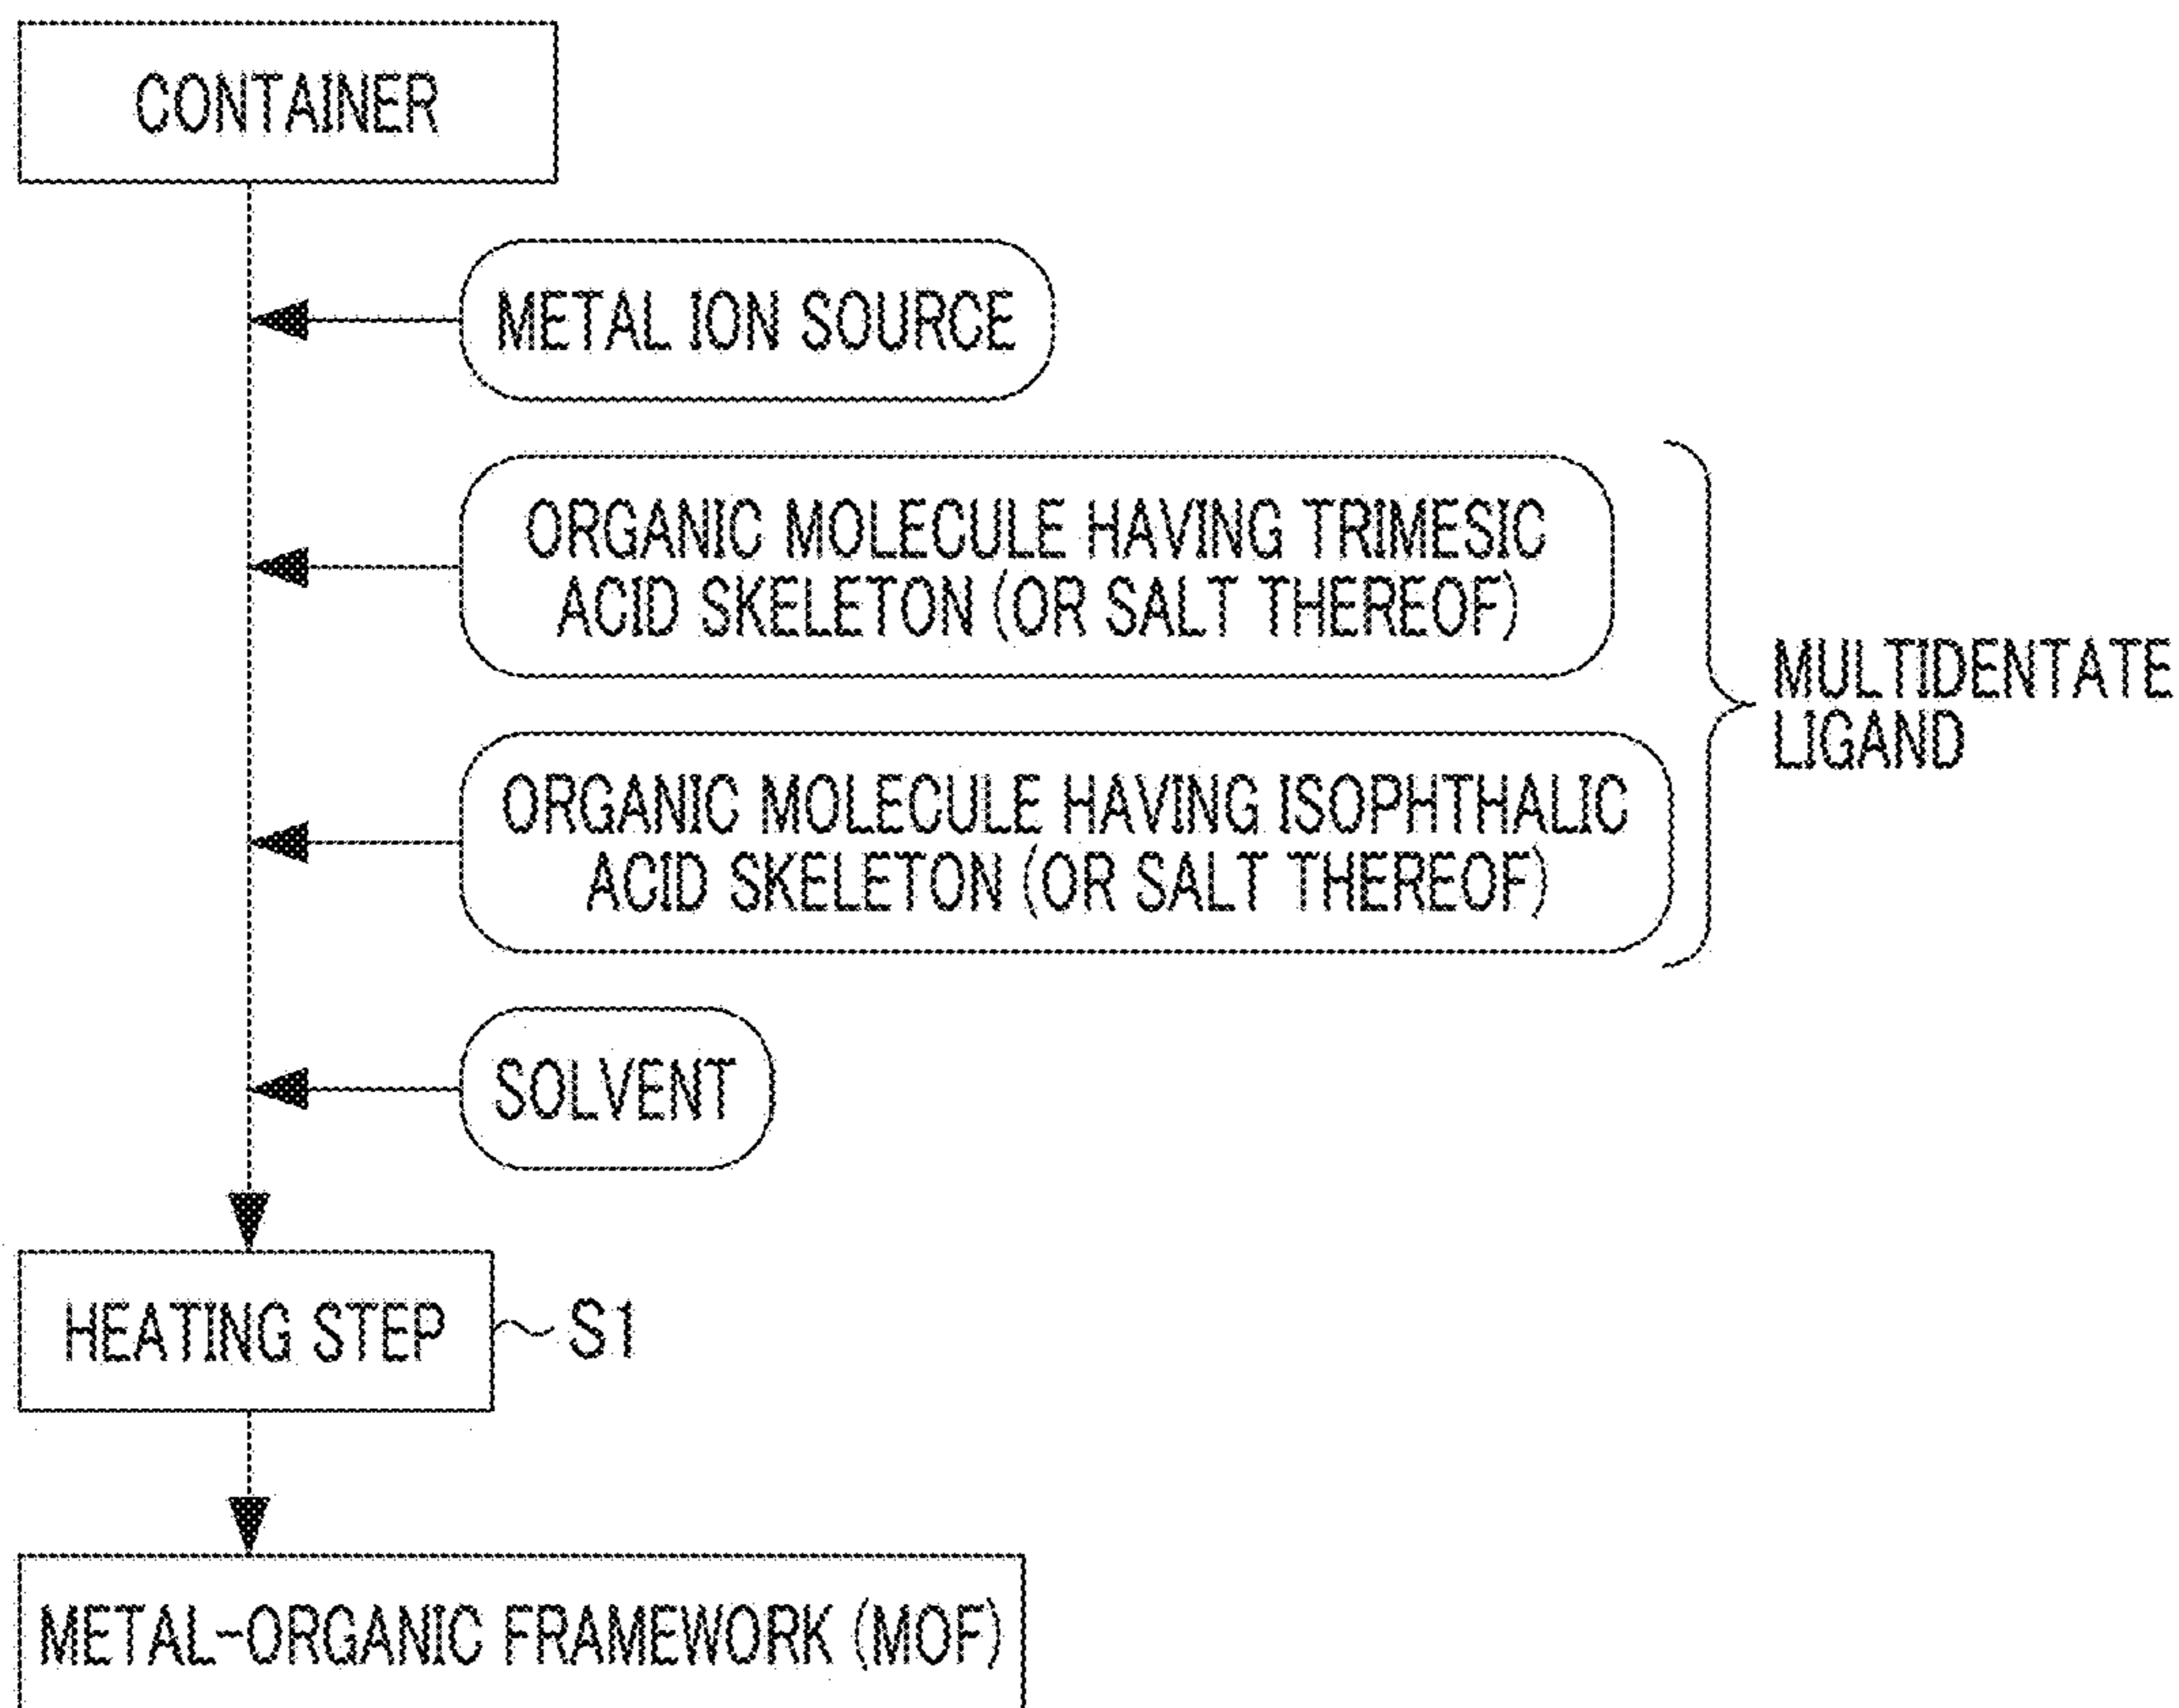 CONTAINER
METAL ION SOURCE
ORGANIC MOLECULE HAVING TRIMESIC
ACID SKELETON (OR SALT THEREOF)
MULTIDENTATE
LIGAND
ORGANIC MOLECULE HAVING ISOPHTHALIC
ACID SKELETON (OR SALT THEREOF)
SOLVENT
HEATING STEP
S1
METAL-ORGANIC FRAMEWORK (MOF)